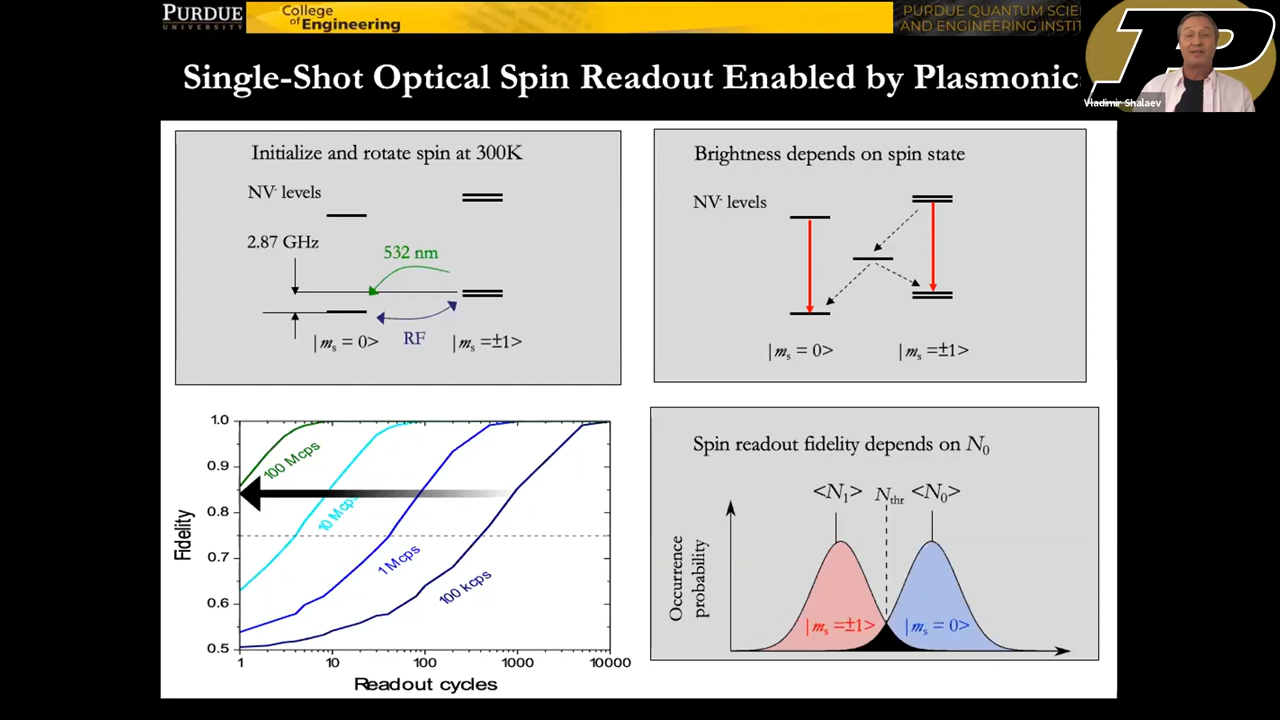 PURDUE
UNIVERSITY
College
of Engineering
PURDUE QUANTUM SCIE
AND ENGINEERING INSTIT
Vladimir Shalaev
Single-Shot Optical Spin Readout Enabled by Plasmonics
Initialize and rotate spin at 300K
NV- levels
2.87 GHz
532 nm
RF
|ms = 0>
|ms =±1>
Brightness depends on spin state
NV- levels
|ms = 0>
|ms =±1>
Fidelity
1.0
0.9
0.8
0.7
0.6
0.5
100 Mcps
10 Mcps
1 Mcps
100 kcps
1
10
100
1000
10000
Readout cycles
Spin readout fidelity depends on N0
<N1> Nthr <N0>
Occurrence
probability
|ms =±1>
|ms = 0>